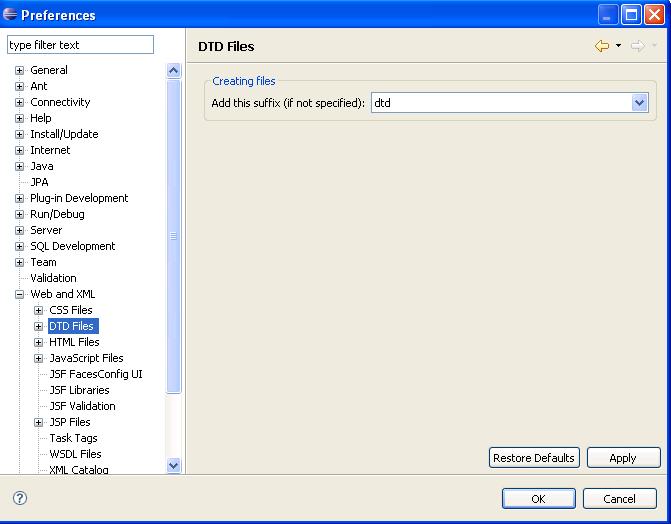 Preferences
type filter text
DTD Files
General
Ant
Connectivity
Help
Install/Update
Internet
Java
JPA
Plug-in Development
Run/Debug
Server
SQL Development
Team
Validation
Web and XML
CSS Files
DTD Files
HTML Files
JavaScript Files
JSF FacesConfig UI
JSF Libraries
JSF Validation
JSP Files
Task Tags
WSDL Files
XML Catalog
Creating files
Add this suffix (if not specified): dtd
Restore Defaults Apply
OK Cancel